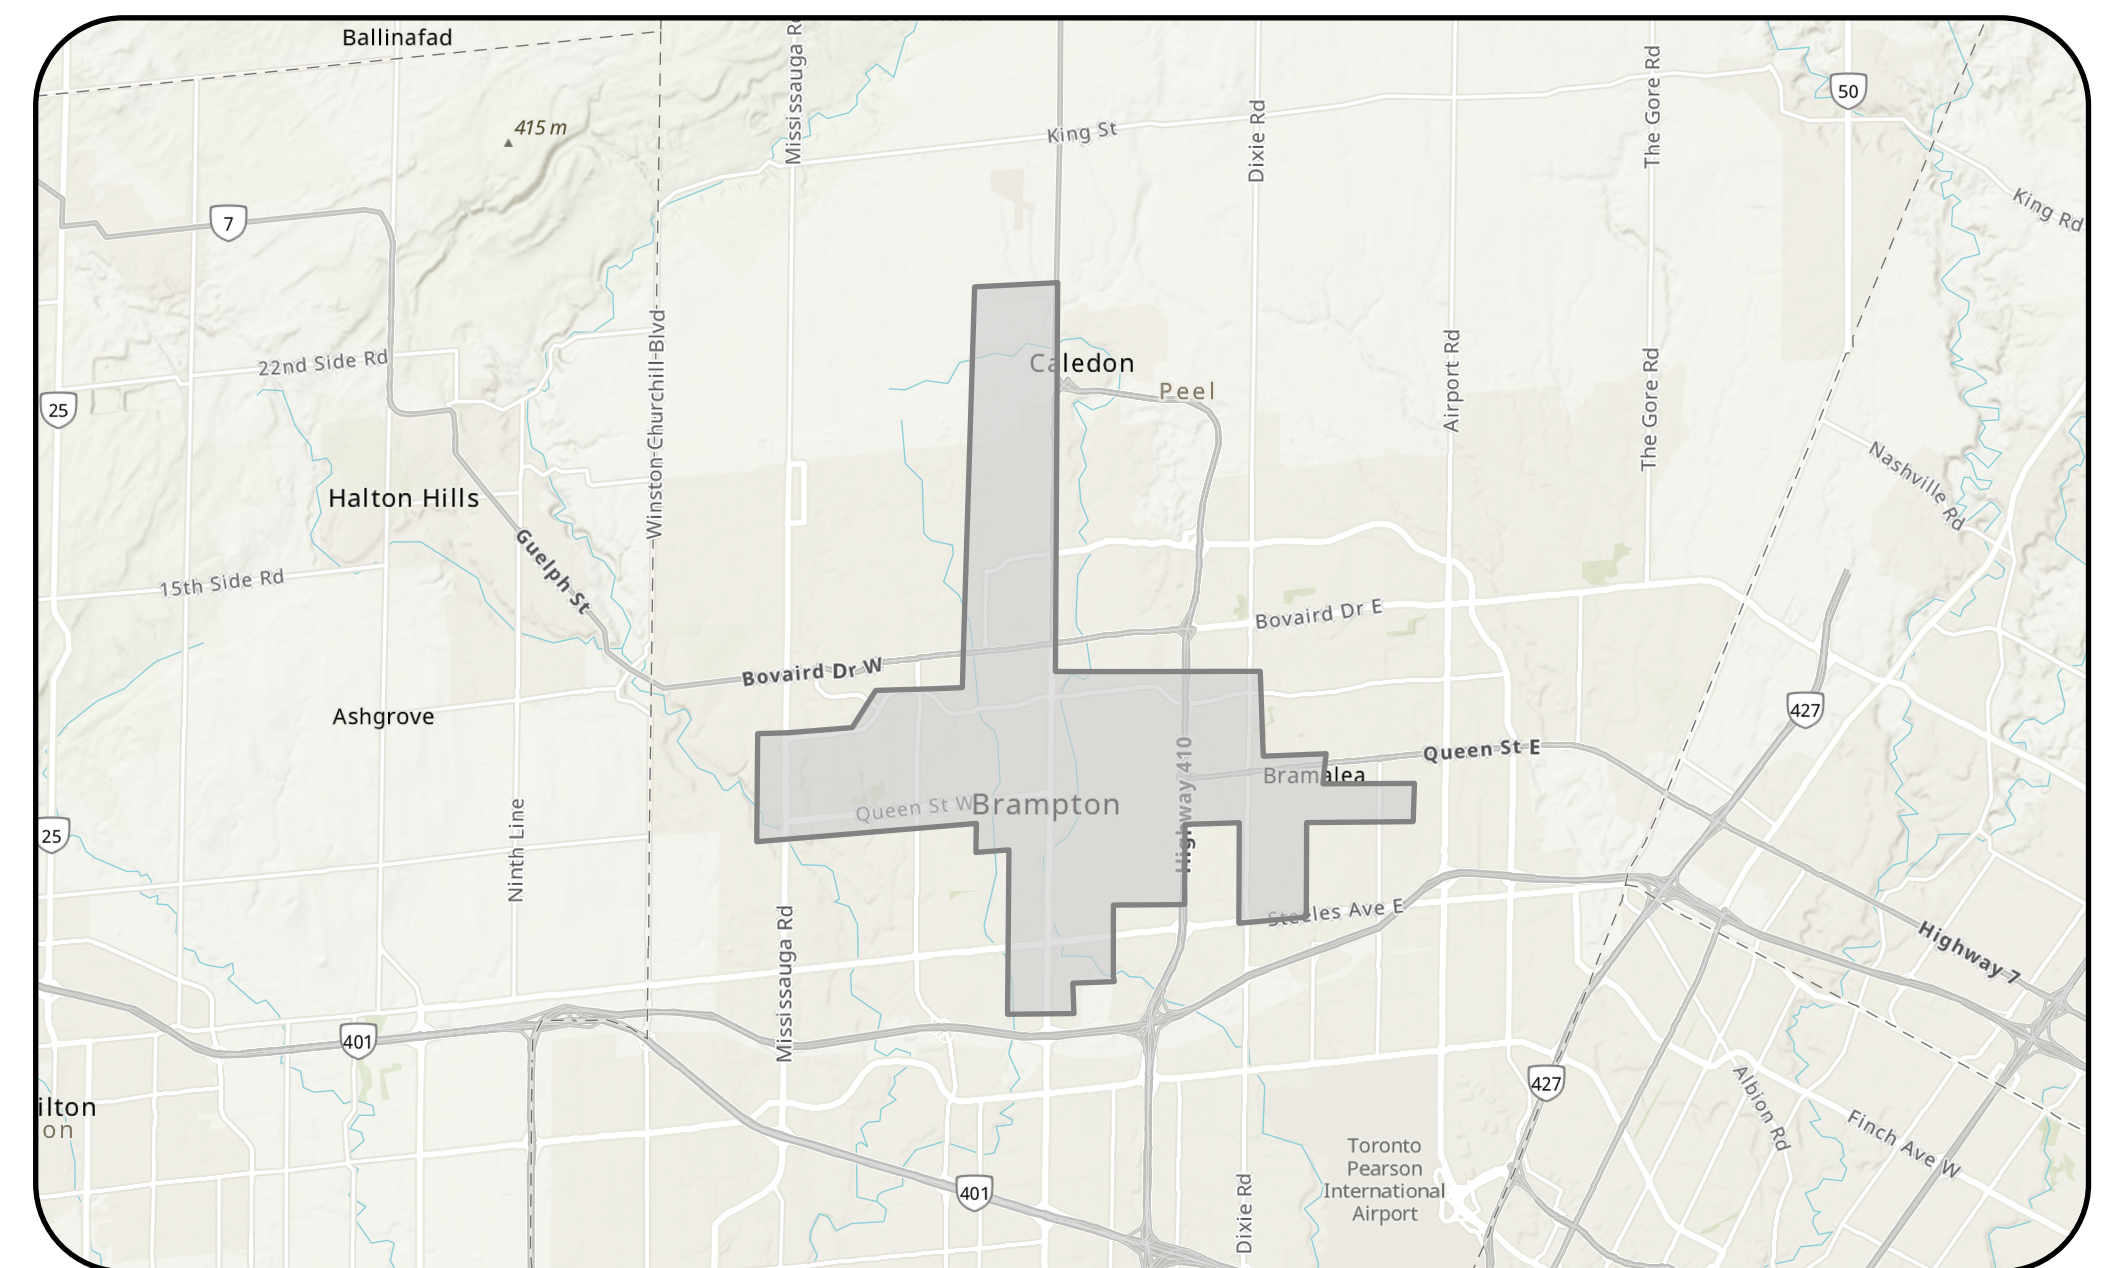 Ballinafad
Mississauga Rd
The Gore Rd
50
415 m
King St
Dixie Rd
King Rd
7
22nd Side Rd
Winston-Churchill-Blvd
Caledon
Peel
Airport Rd
The Gore Rd
25
Nashville Rd
Halton Hills
Guelph St
15th Side Rd
Bovaird Dr E
Bovaird Dr W
Ashgrove
427
Queen St E
Bramalea
Highway 410
Brampton
Queen St W
25
Ninth Line
Steeles Ave E
Mississauga Rd
Highway 7
401
427
Albion Rd
ilton
on
Finch Ave W
Toronto
Pearson
International
Airport
401
Dixie Rd